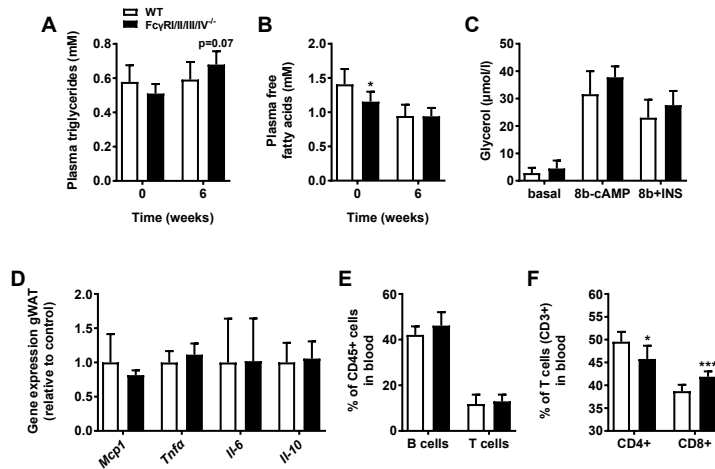 WT
FcγRI/II/III/IV-/-
A
Plasma triglycerides (mM)
0.8
0.6
0.4
0.2
0.0
p=0.07
0 6
Time (weeks)
B
Plasma free
fatty acids (mM)
2.0
1.5
1.0
0.5
0.0
*
0 6
Time (weeks)
C
Glycerol (µmol/l)
50
40
30
20
10
0
basal 8b-cAMP 8b+INS
D
Gene expression gWAT
(relative to control)
2.0
1.5
1.0
0.5
0.0
Mcp1 Tnfα Il-6 Il-10
E
% of CD45+ cells
in blood
60
40
20
0
B cells T cells
F
% of T cells (CD3+)
in blood
60
55
50
45
40
35
30
*
***
CD4+ CD8+